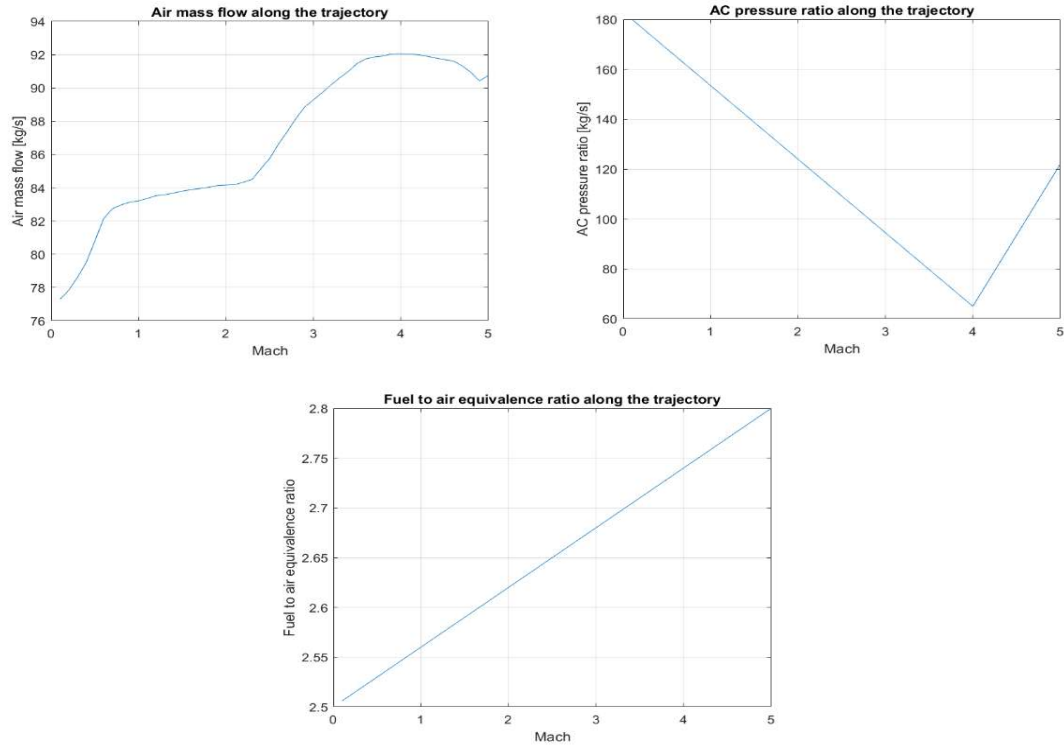 Air mass flow along the trajectory
94
92
90
88
86
84
82
80
78
76
Air mass flow [kg/s]
0 1 2 3 4 5
Mach
AC pressure ratio along the trajectory
180
160
140
120
100
80
60
AC pressure ratio [kg/s]
0 1 2 3 4 5
Mach
Fuel to air equivalence ratio along the trajectory
2.8
2.75
2.7
2.65
2.6
2.55
2.5
Fuel to air equivalence ratio
0 1 2 3 4 5
Mach